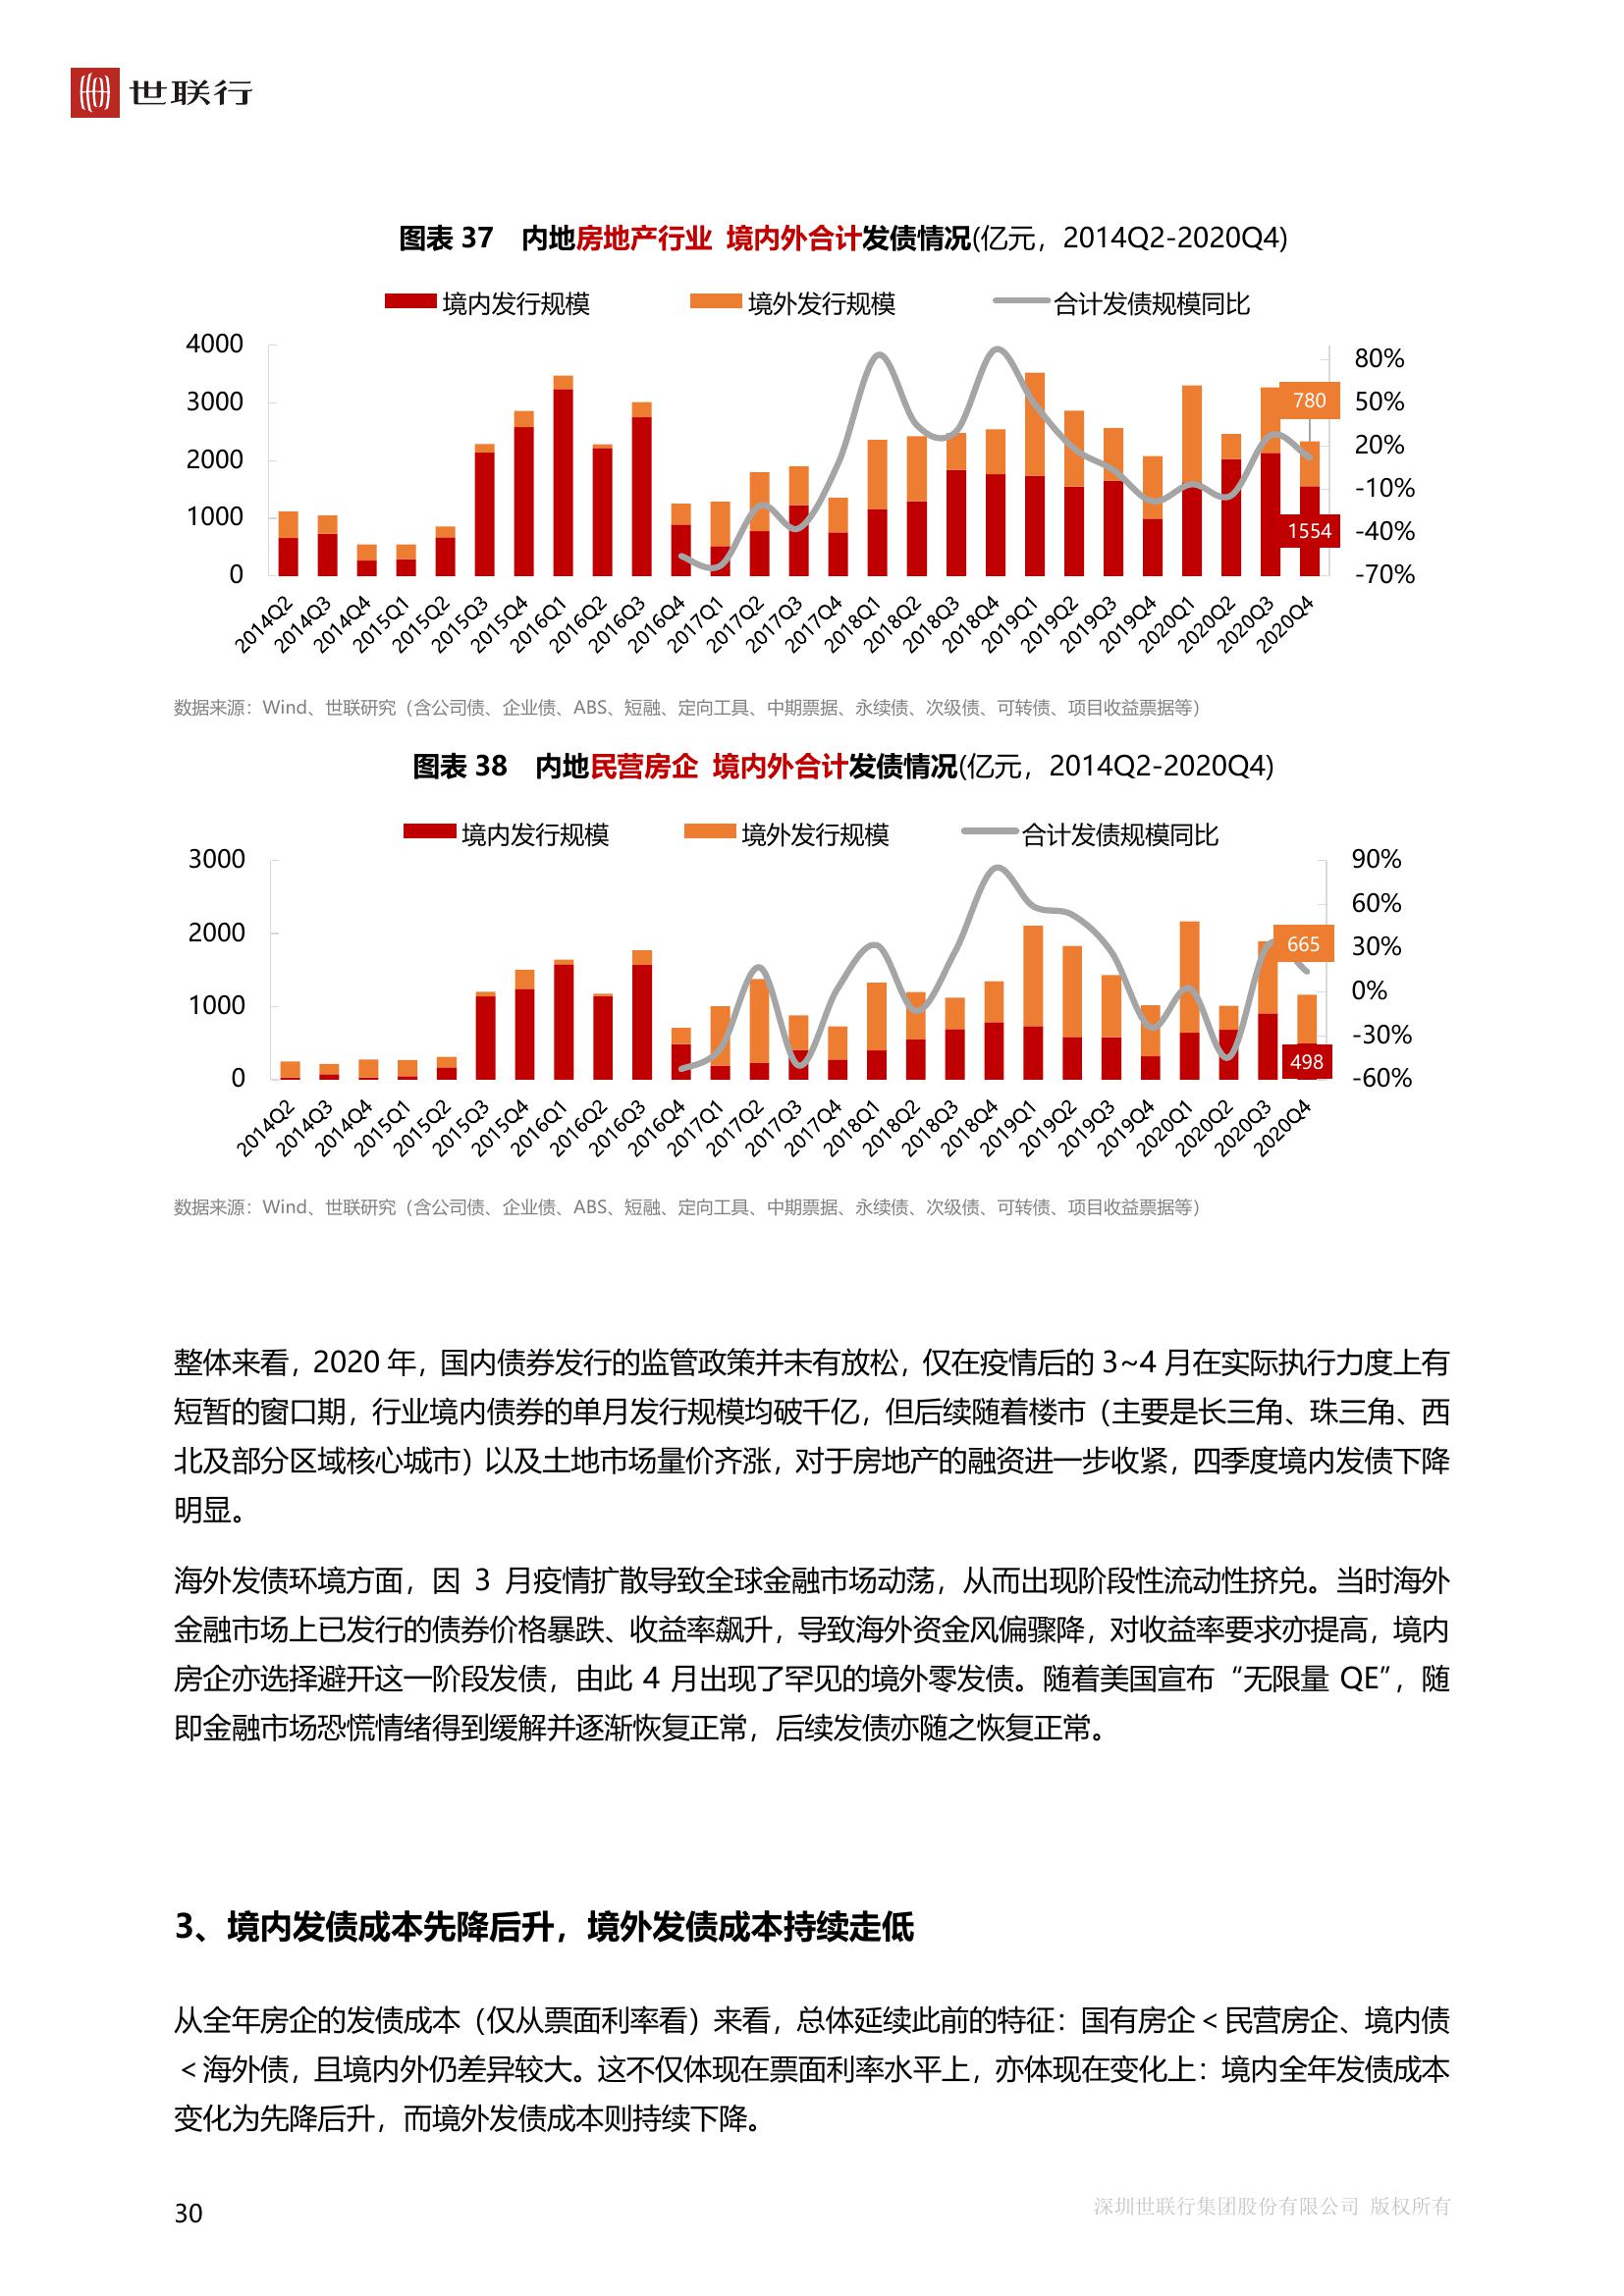 世联行
图表 37 内地房地产行业 境内外合计发债情况(亿元，2014Q2-2020Q4)
境内发行规模 境外发行规模 合计发债规模同比
4000
3000
2000
1000
0
80%
50%
20%
-10%
-40%
-70%
780
1554
2014Q2 2014Q3 2014Q4 2015Q1 2015Q2 2015Q3 2015Q4 2016Q1 2016Q2 2016Q3 2016Q4 2017Q1 2017Q2 2017Q3 2017Q4 2018Q1 2018Q2 2018Q3 2018Q4 2019Q1 2019Q2 2019Q3 2019Q4 2020Q1 2020Q2 2020Q3 2020Q4
数据来源：Wind、世联研究（含公司债、企业债、ABS、短融、定向工具、中期票据、永续债、次级债、可转债、项目收益票据等）
图表 38 内地民营房企 境内外合计发债情况(亿元，2014Q2-2020Q4)
境内发行规模 境外发行规模 合计发债规模同比
3000
2000
1000
0
90%
60%
30%
0%
-30%
-60%
665
498
2014Q2 2014Q3 2014Q4 2015Q1 2015Q2 2015Q3 2015Q4 2016Q1 2016Q2 2016Q3 2016Q4 2017Q1 2017Q2 2017Q3 2017Q4 2018Q1 2018Q2 2018Q3 2018Q4 2019Q1 2019Q2 2019Q3 2019Q4 2020Q1 2020Q2 2020Q3 2020Q4
数据来源：Wind、世联研究（含公司债、企业债、ABS、短融、定向工具、中期票据、永续债、次级债、可转债、项目收益票据等）
整体来看，2020 年，国内债券发行的监管政策并未有放松，仅在疫情后的 3~4 月在实际执行力度上有
短暂的窗口期，行业境内债券的单月发行规模均破千亿，但后续随着楼市（主要是长三角、珠三角、西
北及部分区域核心城市）以及土地市场量价齐涨，对于房地产的融资进一步收紧，四季度境内发债下降
明显。
海外发债环境方面，因 3 月疫情扩散导致全球金融市场动荡，从而出现阶段性流动性挤兑。当时海外
金融市场上已发行的债券价格暴跌、收益率飙升，导致海外资金风偏骤降，对收益率要求亦提高，境内
房企亦选择避开这一阶段发债，由此 4 月出现了罕见的境外零发债。随着美国宣布“无限量 QE”，随
即金融市场恐慌情绪得到缓解并逐渐恢复正常，后续发债亦随之恢复正常。
3、境内发债成本先降后升，境外发债成本持续走低
从全年房企的发债成本（仅从票面利率看）来看，总体延续此前的特征：国有房企＜民营房企、境内债
＜海外债，且境内外仍差异较大。这不仅体现在票面利率水平上，亦体现在变化上：境内全年发债成本
变化为先降后升，而境外发债成本则持续下降。
30
深圳世联行集团股份有限公司 版权所有